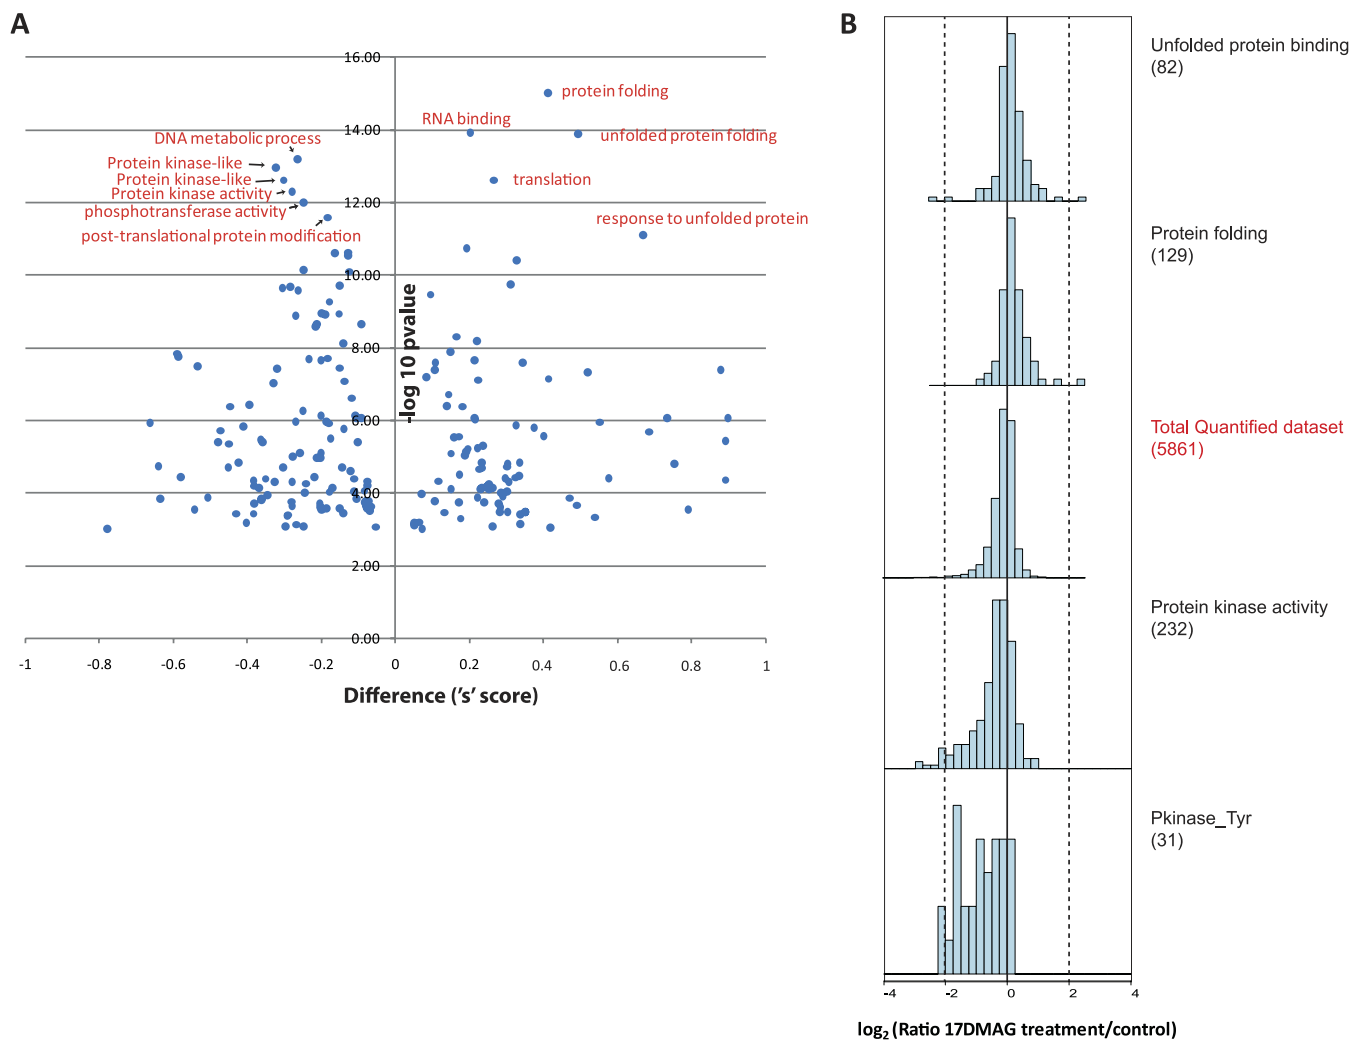 A
16.00
protein folding
RNA binding
14.00
unfolded protein folding
DNA metabolic process
Protein kinase-like
Protein kinase-like
translation
Protein kinase activity
12.00
phosphotransferase activity
response to unfolded protein
post-translational protein modification
10.00
-log 10 pvalue
8.00
6.00
4.00
2.00
0.00
-1 -0.8 -0.6 -0.4 -0.2 0 0.2 0.4 0.6 0.8 1
Difference ('s' score)
B
Unfolded protein binding
(82)
Protein folding
(129)
Total Quantified dataset
(5861)
Protein kinase activity
(232)
Pkinase_Tyr
(31)
-4 -2 0 2 4
log2 (Ratio 17DMAG treatment/control)